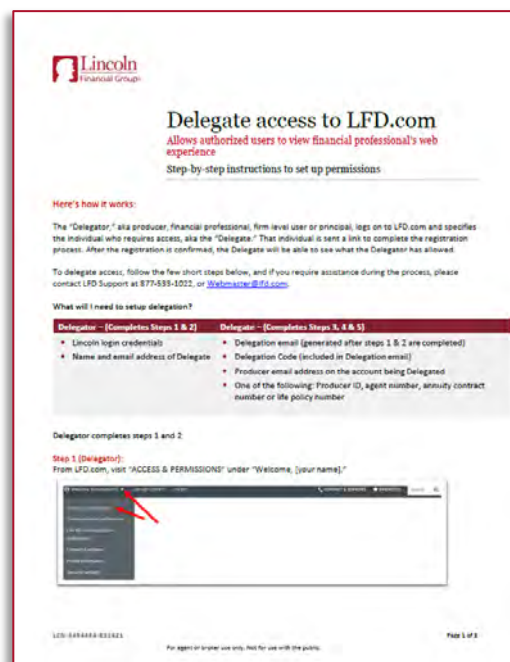 Lincoln
Financial Group®
Delegate access to LFD.com
Allows authorized users to view financial professional's web
experience
Step-by-step instructions to set up permissions
Here's how it works:
The "Delegator," aka producer, financial professional, firm level user or principal, logs on to LFD.com and specifies
the individual who requires access, aka the "Delegate." That individual is sent a link to complete the registration
process. After the registration is confirmed, the Delegate will be able to see what the Delegator has allowed.
To delegate access, follow the few short steps below, and if you require assistance during the process, please
contact LFD Support at 877-533-1022, or Webmaster@lfd.com.
What will I need to setup delegation?
Delegator – (Completes Steps 1 & 2) Delegate – (Completes Steps 3, 4 & 5)
• Lincoln login credentials • Delegation email (generated after steps 1 & 2 are completed)
• Name and email address of Delegate • Delegation Code (included in Delegation email)
• Producer email address on the account being Delegated
• One of the following: Producer ID, agent number, annuity contract
number or life policy number
Delegator completes steps 1 and 2
Step 1 (Delegator):
From LFD.com, visit "ACCESS & PERMISSIONS" under "Welcome, [your name]."
Page 1 of 3
For agent or broker use only. Not for use with the public.